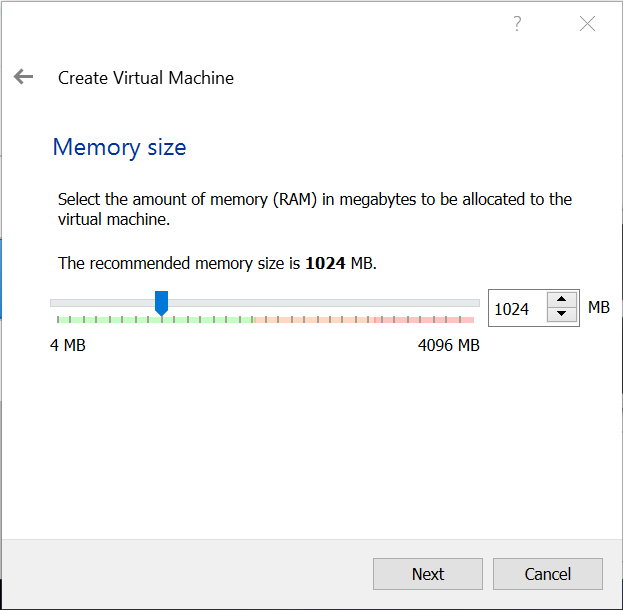 ?
Create Virtual Machine
Memory size
Select the amount of memory (RAM) in megabytes to be allocated to the
virtual machine.
The recommended memory size is 1024 MB.
1024 MB
4 MB 4096 MB
Next Cancel